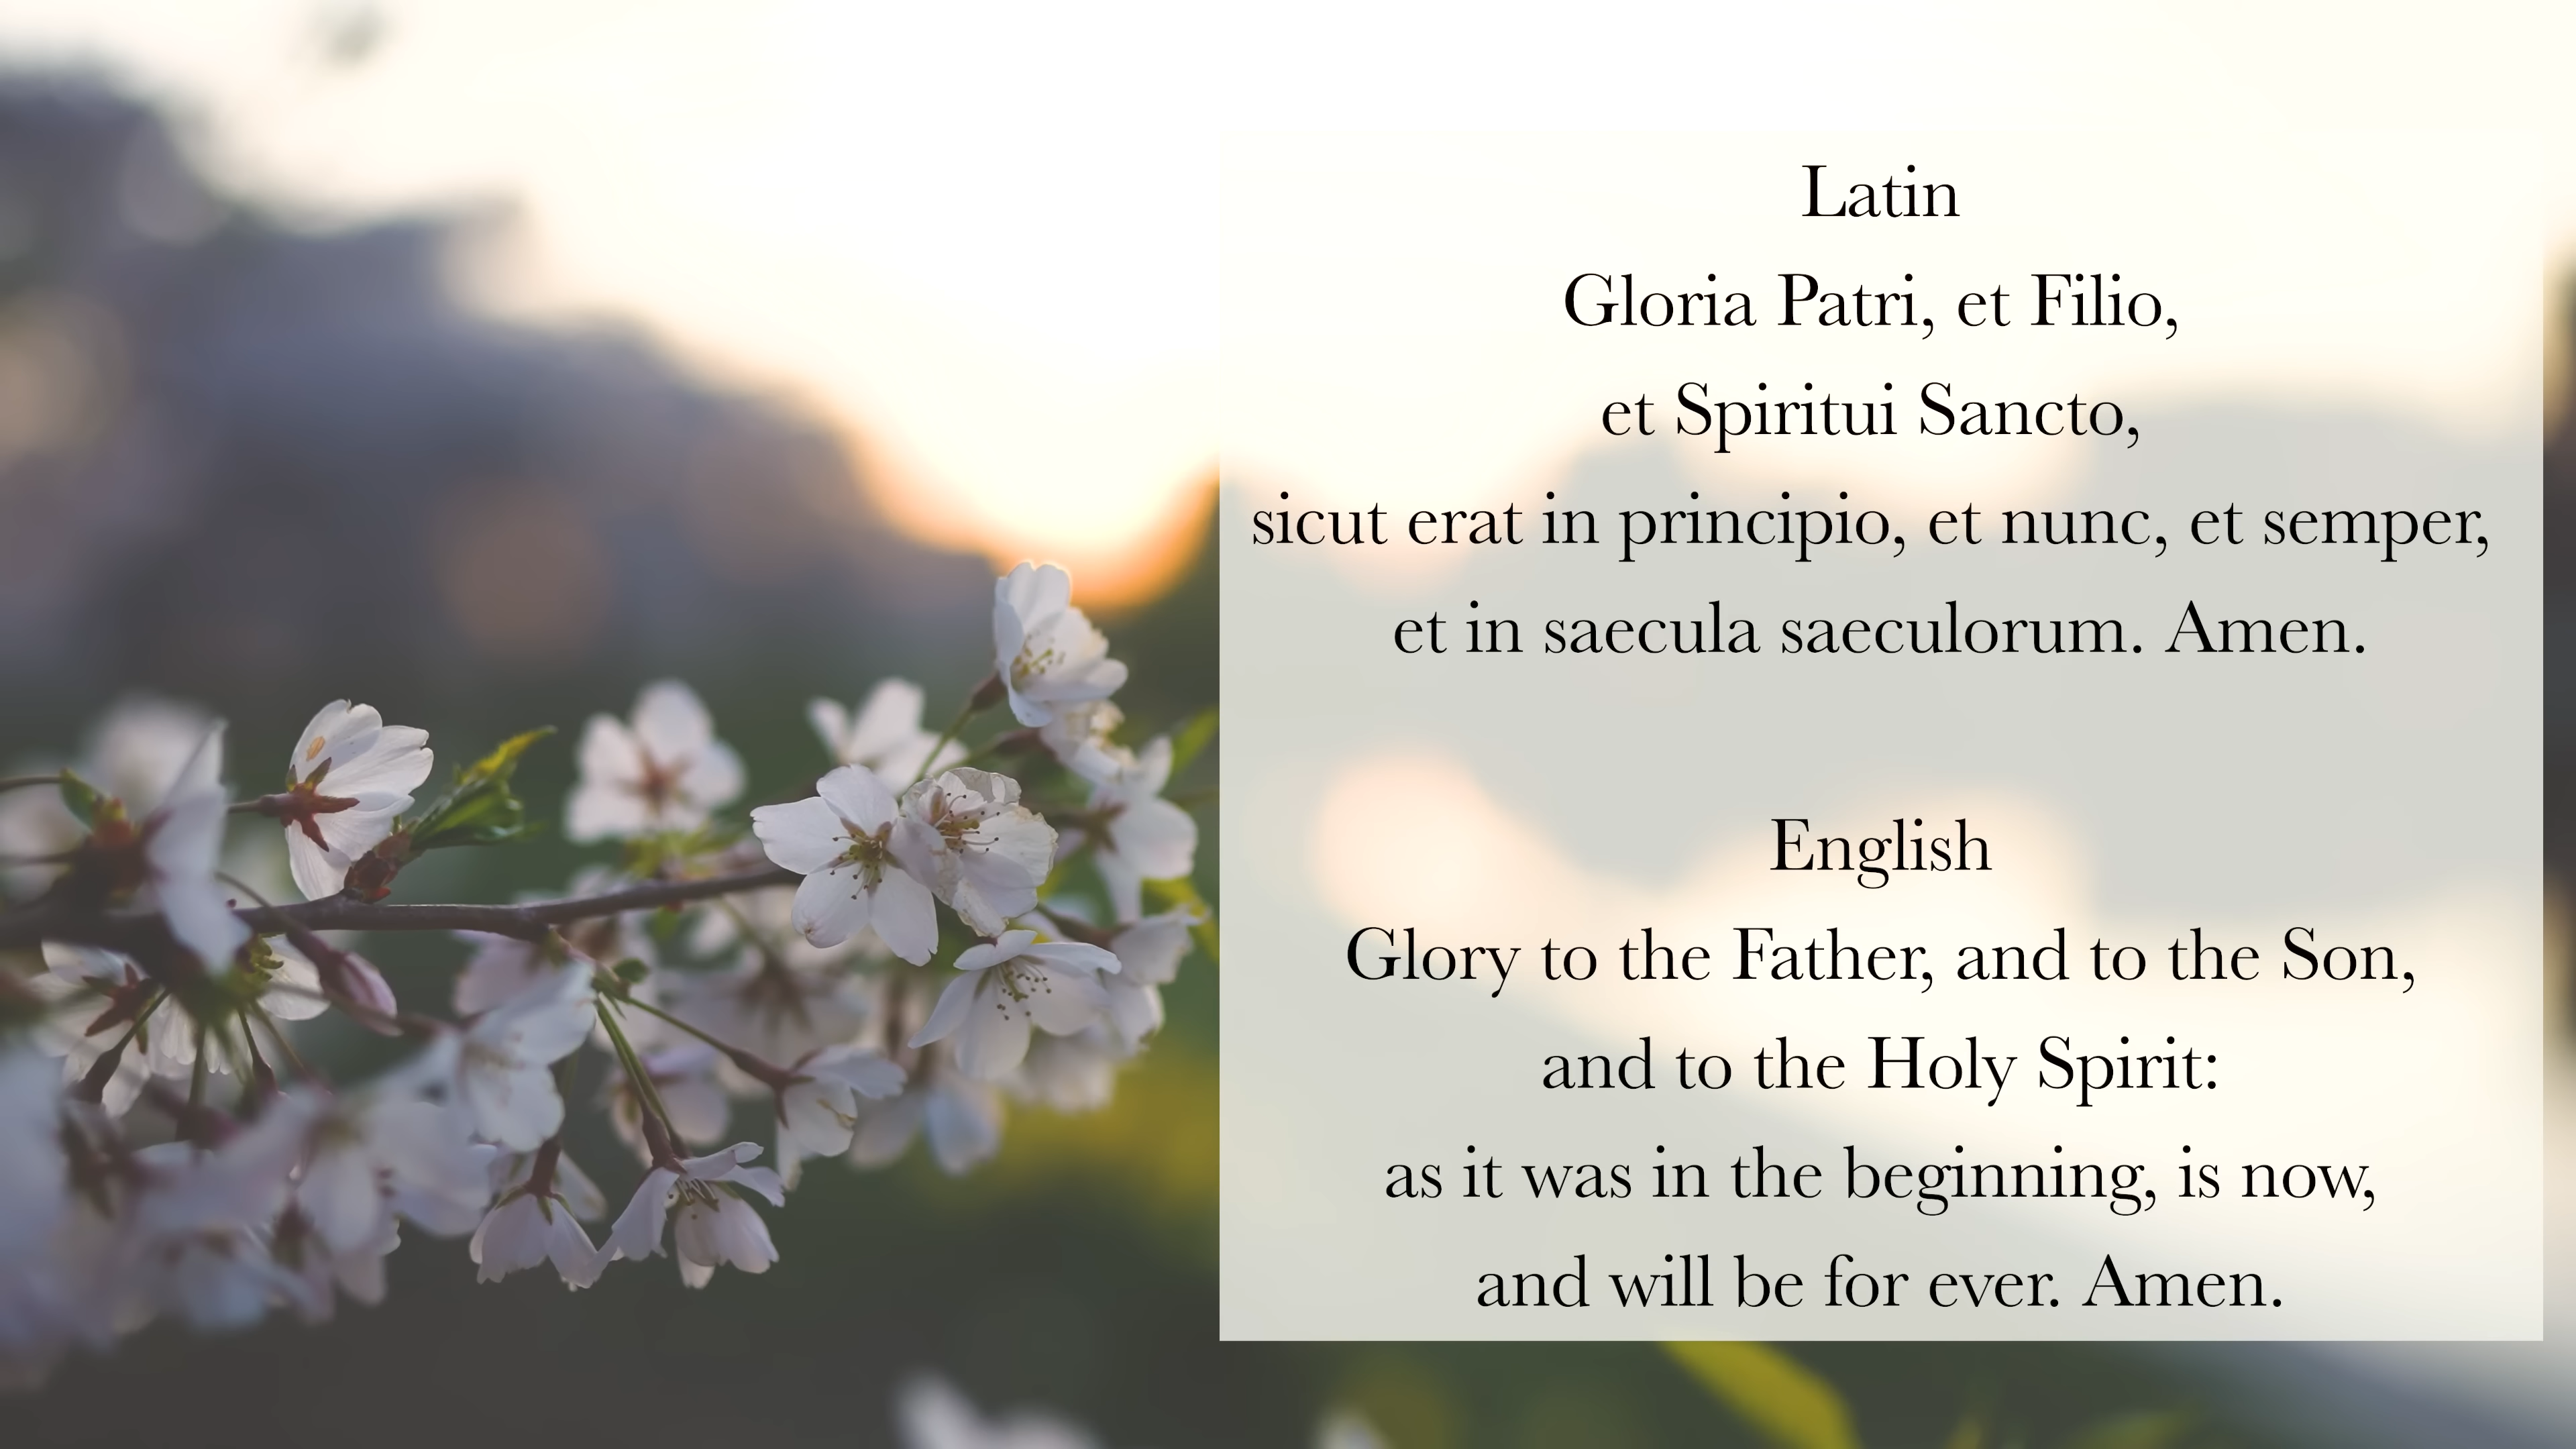 Latin
Gloria Patri, et Filio,
et Spiritui Sancto,
sicut erat in principio, et nunc, et semper,
et in saecula saeculorum. Amen.
English
Glory to the Father, and to the Son,
and to the Holy Spirit:
as it was in the beginning, is now,
and will be for ever. Amen.